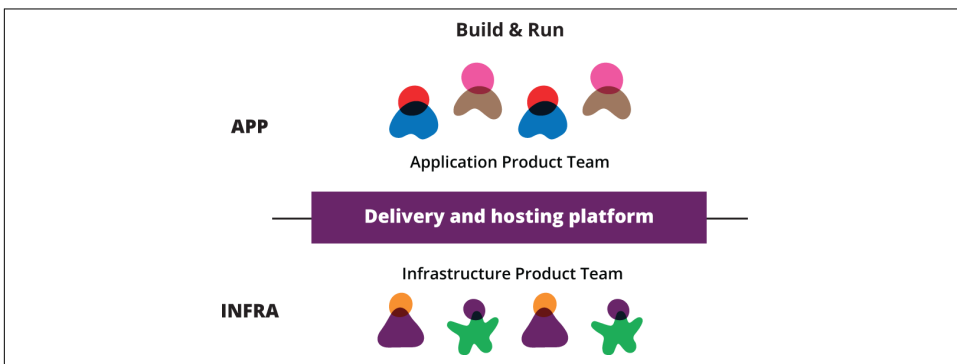 Build & Run
APP
Application Product Team
Delivery and hosting platform
Infrastructure Product Team
INFRA